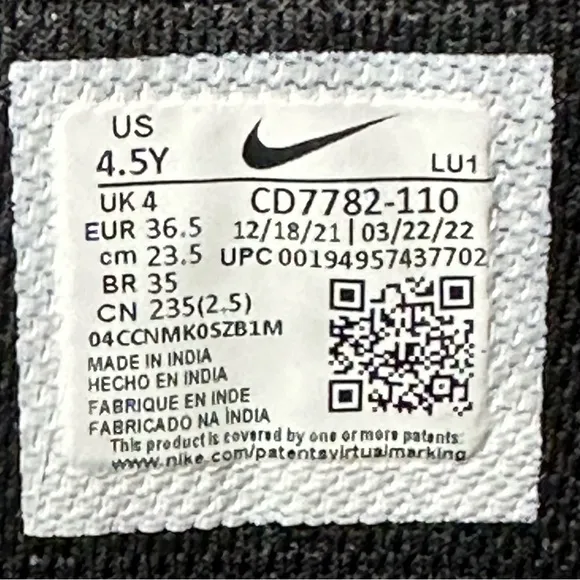 US
4.5Y
LU1
UK 4 CD7782-110
EUR 36.5 12/18/21 | 03/22/22
cm 23.5 UPC 00194957437702
BR 35
CN 235(2.5)
04CCNMK0SZB1M
MADE IN INDIA
HECHO EN INDIA
FABRIQUE EN INDE
FABRICADO NA INDIA
This product is covered by one or more patents:
www.nike.com/patentsvirtualmarking